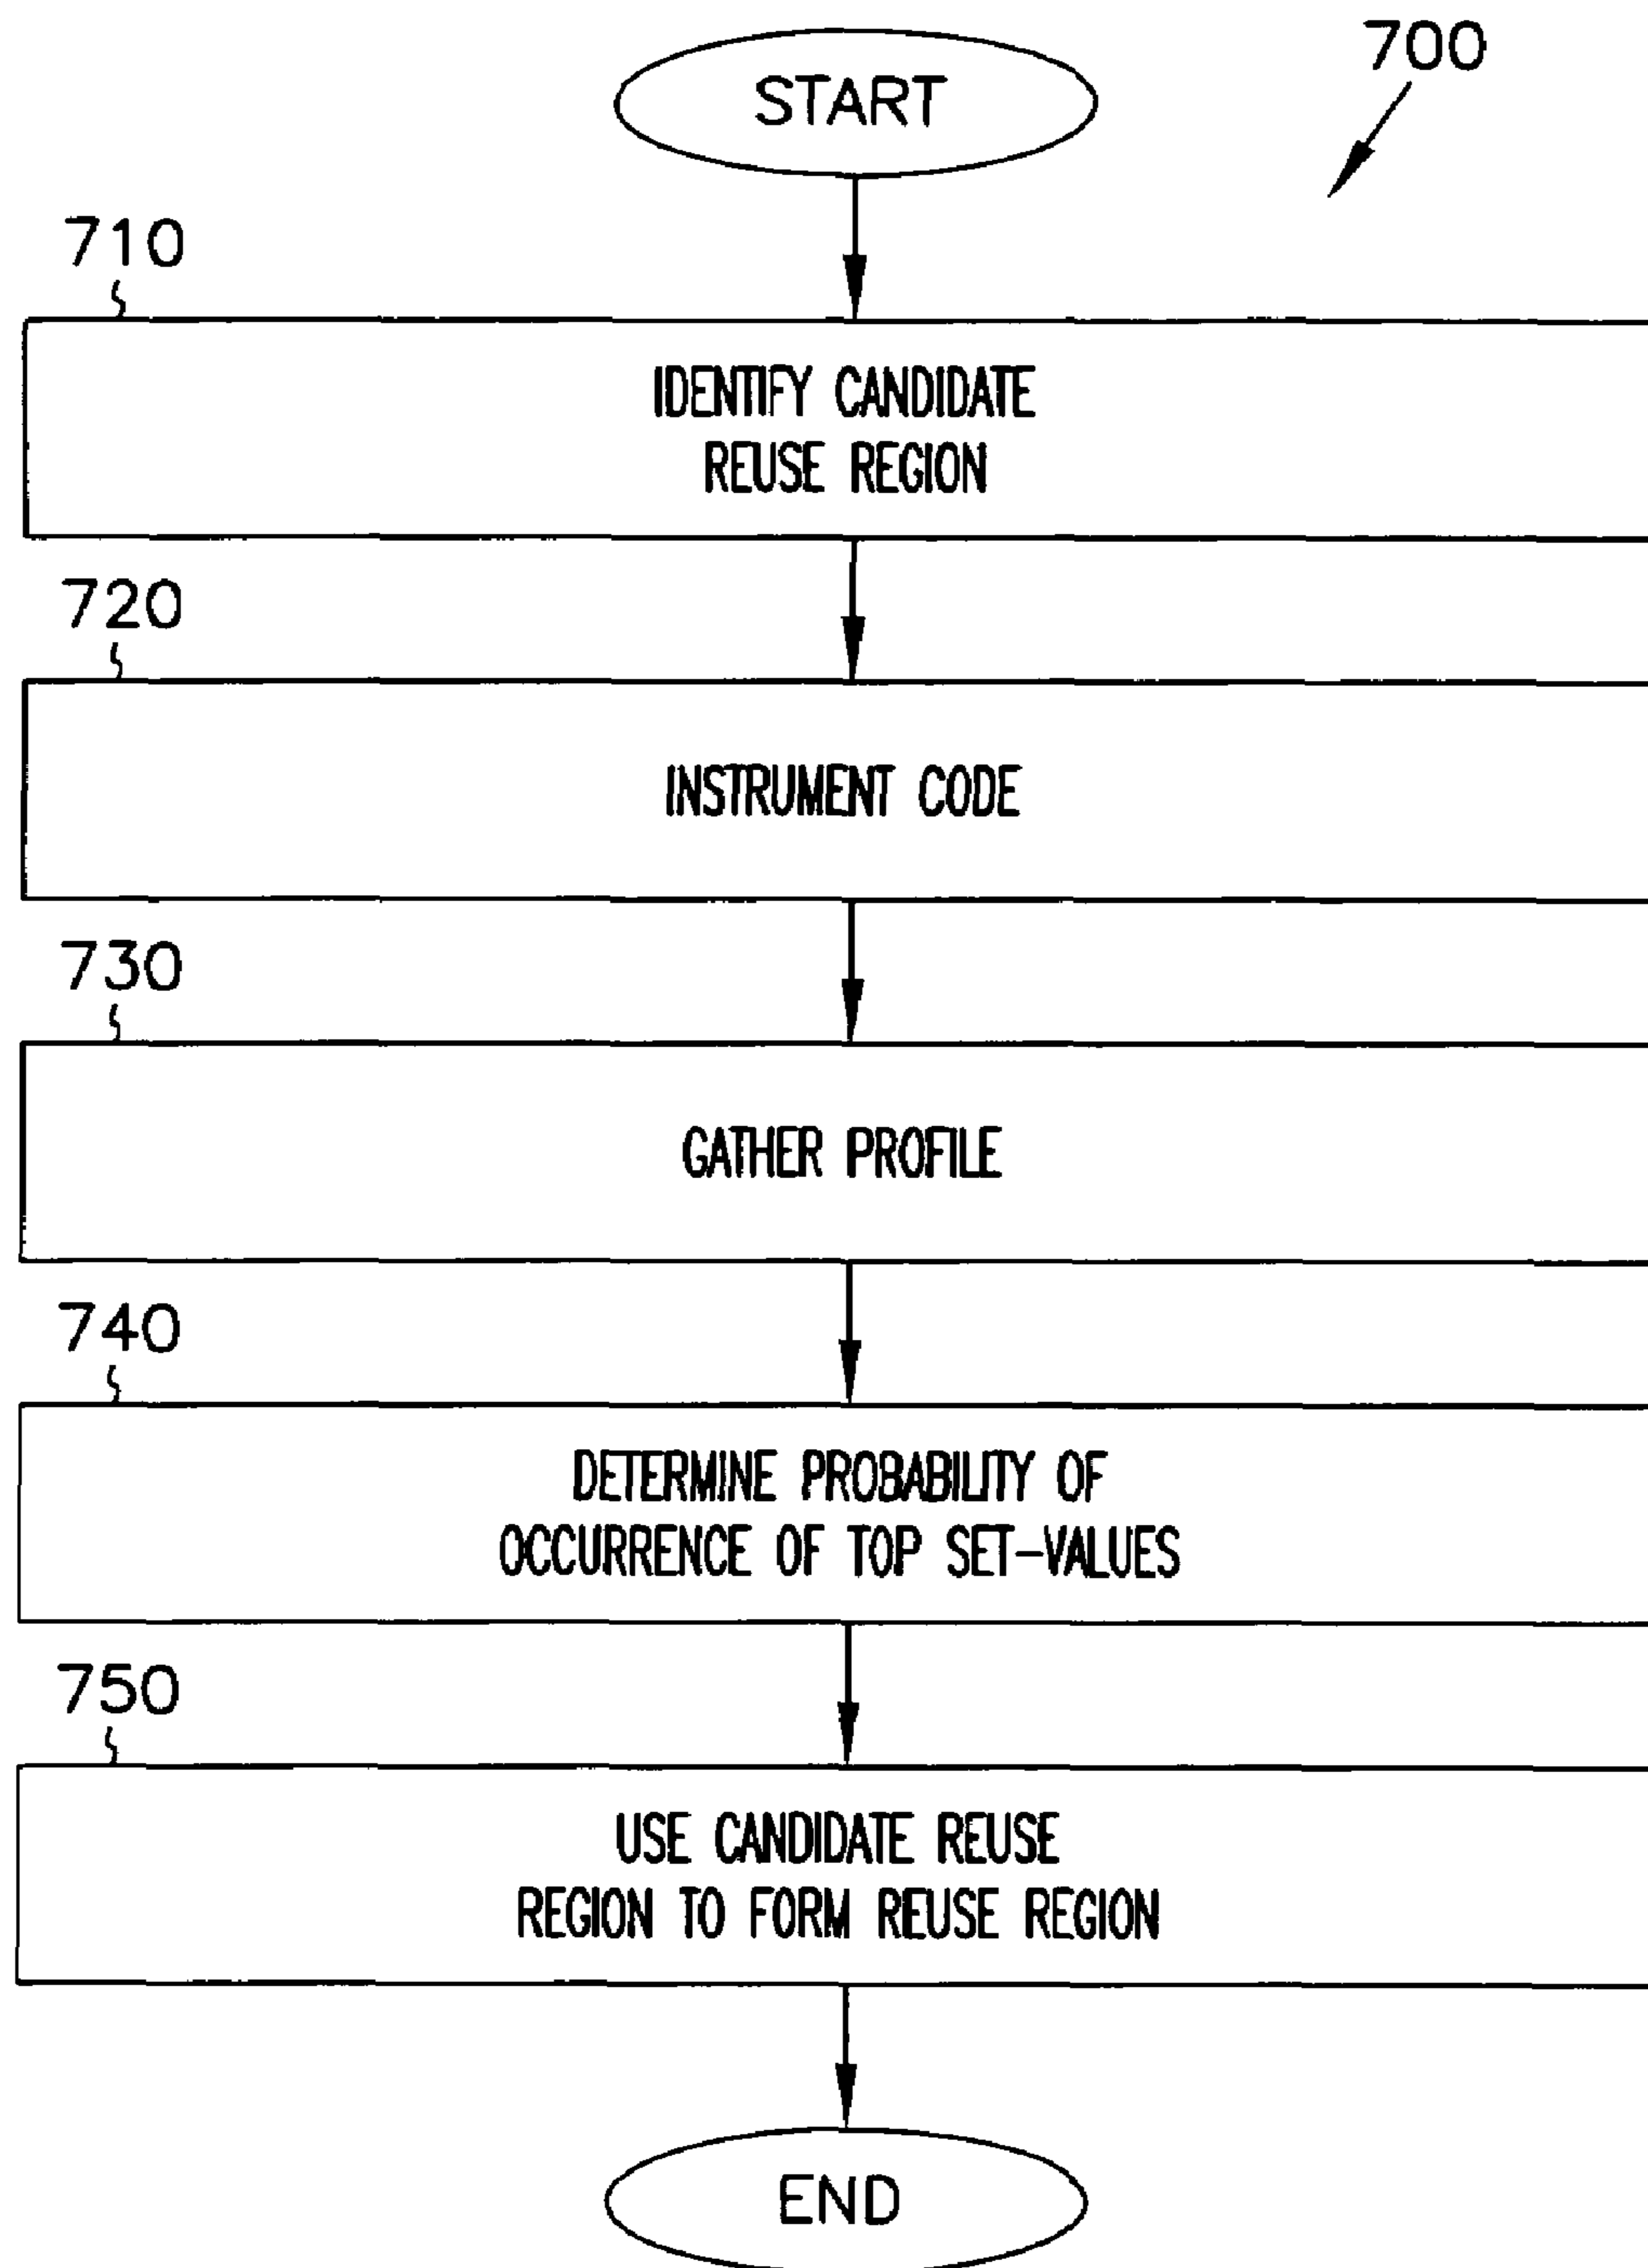 700
START
710
IDENTIFY CANDIDATE
REUSE REGION
720
INSTRUMENT CODE
730
GATHER PROFILE
740
DETERMINE PROBABILITY OF
OCCURRENCE OF TOP SET-VALUES
750
USE CANDIDATE REUSE
REGION TO FORM REUSE REGION
END